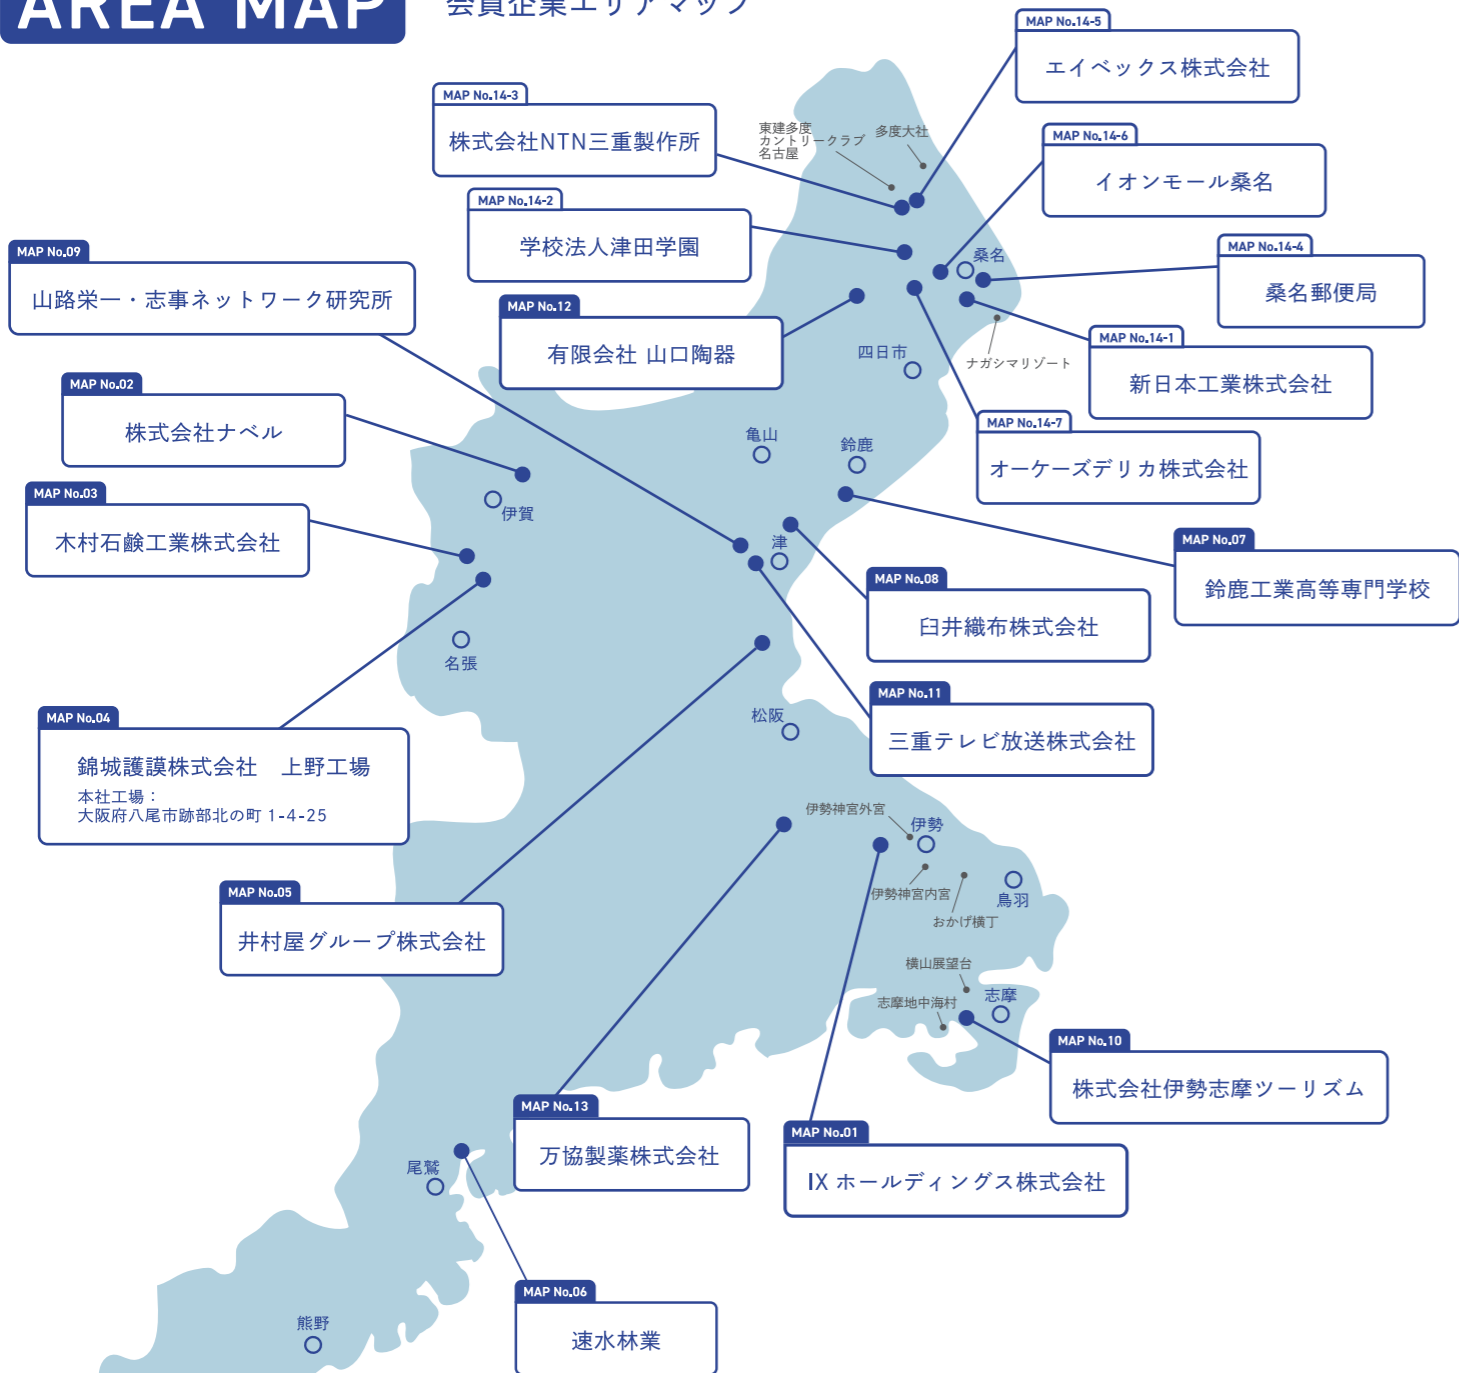 AREA MAP
会員企業エリアマップ
MAP No.14-5
エイベックス株式会社
MAP No.14-3
株式会社NTN三重製作所
東建多度
カントリークラブ
名古屋
多度大社
MAP No.14-6
イオンモール桑名
MAP No.14-2
学校法人津田学園
MAP No.09
山路栄一・志事ネットワーク研究所
桑名
MAP No.14-4
桑名郵便局
MAP No.12
有限会社 山口陶器
四日市
ナガシマリゾート
MAP No.14-1
新日本工業株式会社
MAP No.02
株式会社ナベル
亀山
鈴鹿
MAP No.14-7
オーケーズデリカ株式会社
MAP No.03
木村石鹸工業株式会社
伊賀
津
MAP No.07
鈴鹿工業高等専門学校
MAP No.08
臼井織布株式会社
名張
MAP No.04
錦城護謨株式会社 上野工場
本社工場：
大阪府八尾市跡部北の町 1-4-25
松阪
MAP No.11
三重テレビ放送株式会社
伊勢神宮外宮
伊勢
MAP No.05
井村屋グループ株式会社
伊勢神宮内宮
おかげ横丁
鳥羽
横山展望台
志摩地中海村
志摩
MAP No.10
株式会社伊勢志摩ツーリズム
MAP No.13
万協製薬株式会社
MAP No.01
IX ホールディングス株式会社
尾鷲
MAP No.06
速水林業
熊野